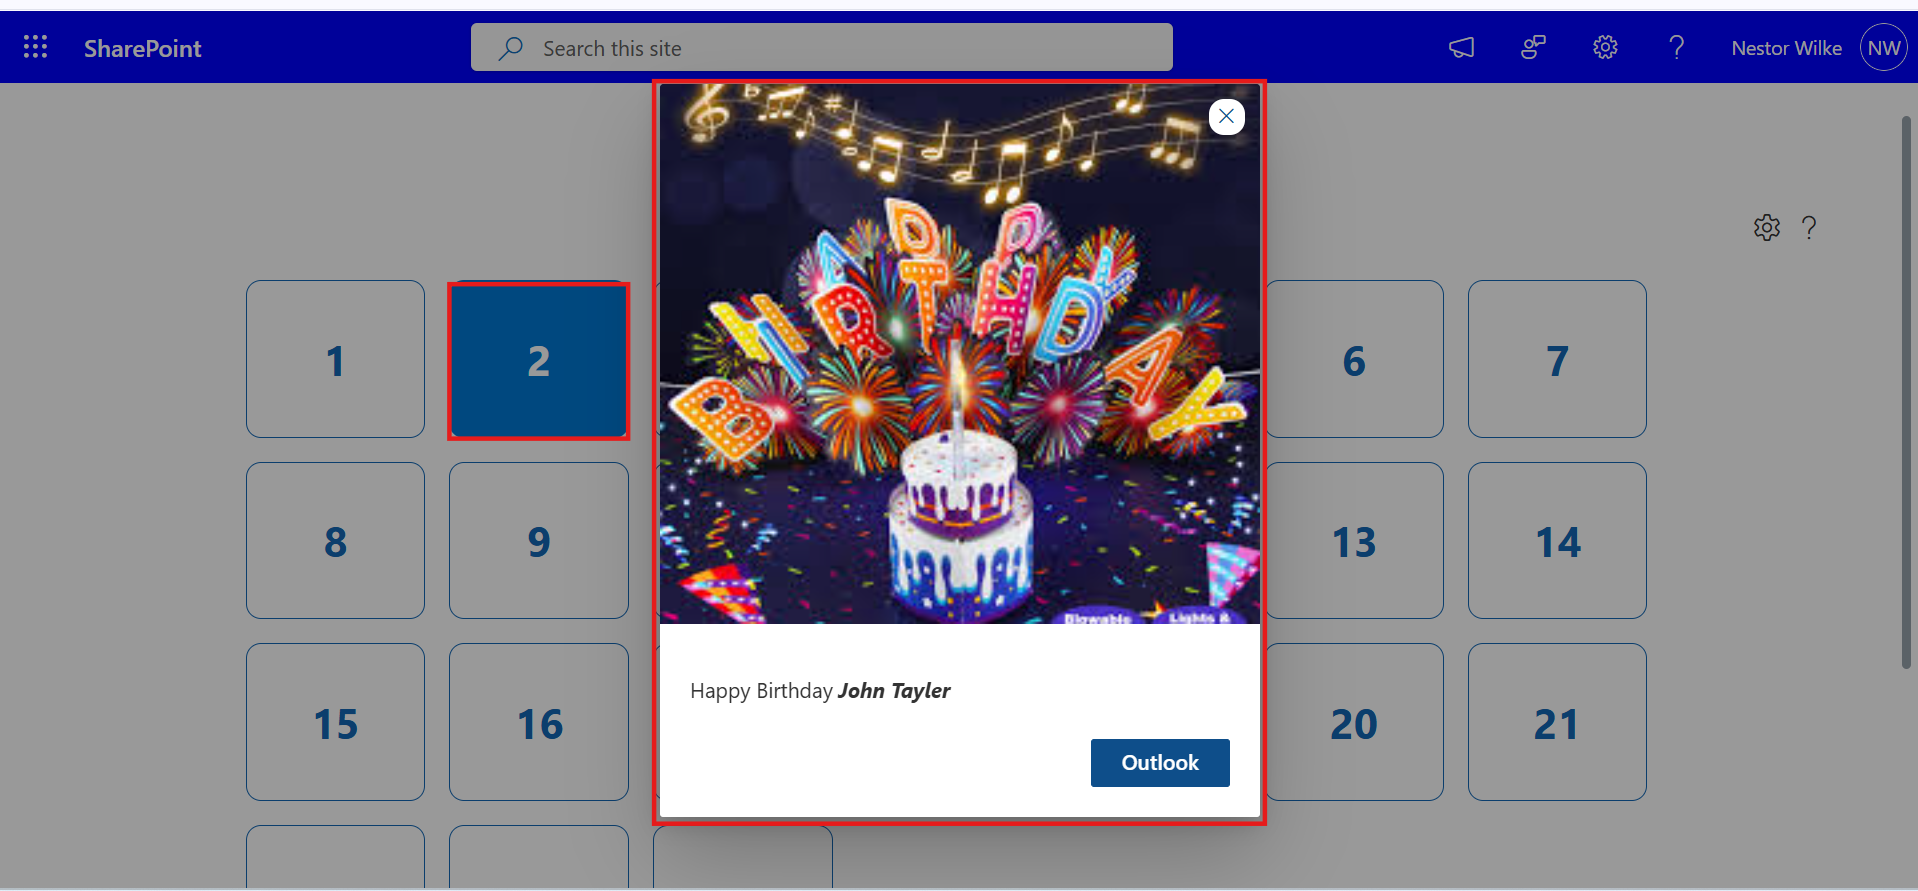 SharePoint
Search this site
Nestor Wilke
NW
HAPPY
BIRTHDAY
Blowable Lights &
1
2
6
7
8
9
13
14
15
16
20
21
Happy Birthday John Tayler
Outlook